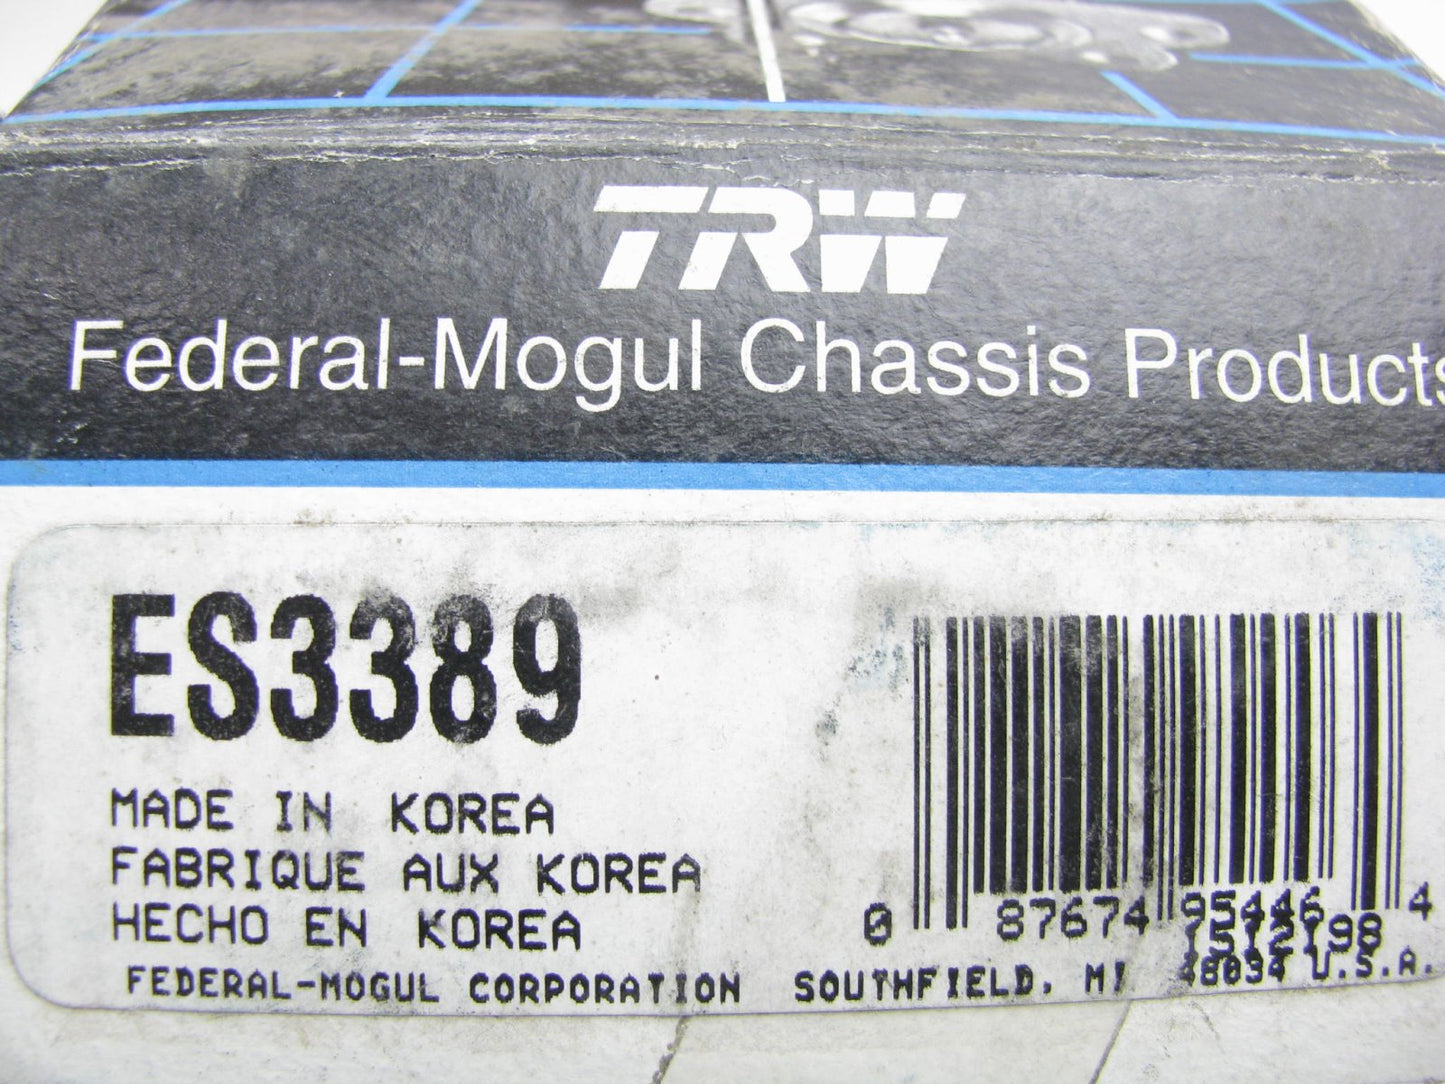 TRW
Federal-Mogul Chassis Products
ES3389
MADE IN KOREA
FABRIQUE AUX KOREA
HECHO EN KOREA
0 87674 95446 4
1512198
FEDERAL-MOGUL CORPORATION SOUTHFIELD, MI 48034 U.S.A.